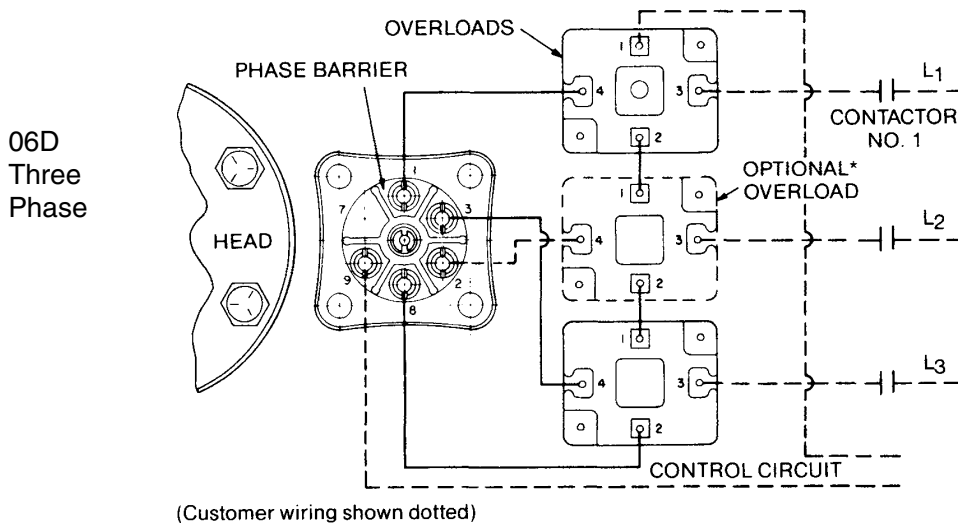 06D
Three
Phase
OVERLOADS
PHASE BARRIER
HEAD
1
7
3
9
2
8
1
4
3
2
L1
CONTACTOR
NO. 1
OPTIONAL*
OVERLOAD
1
4
3
2
L2
1
4
3
2
L3
CONTROL CIRCUIT
(Customer wiring shown dotted)